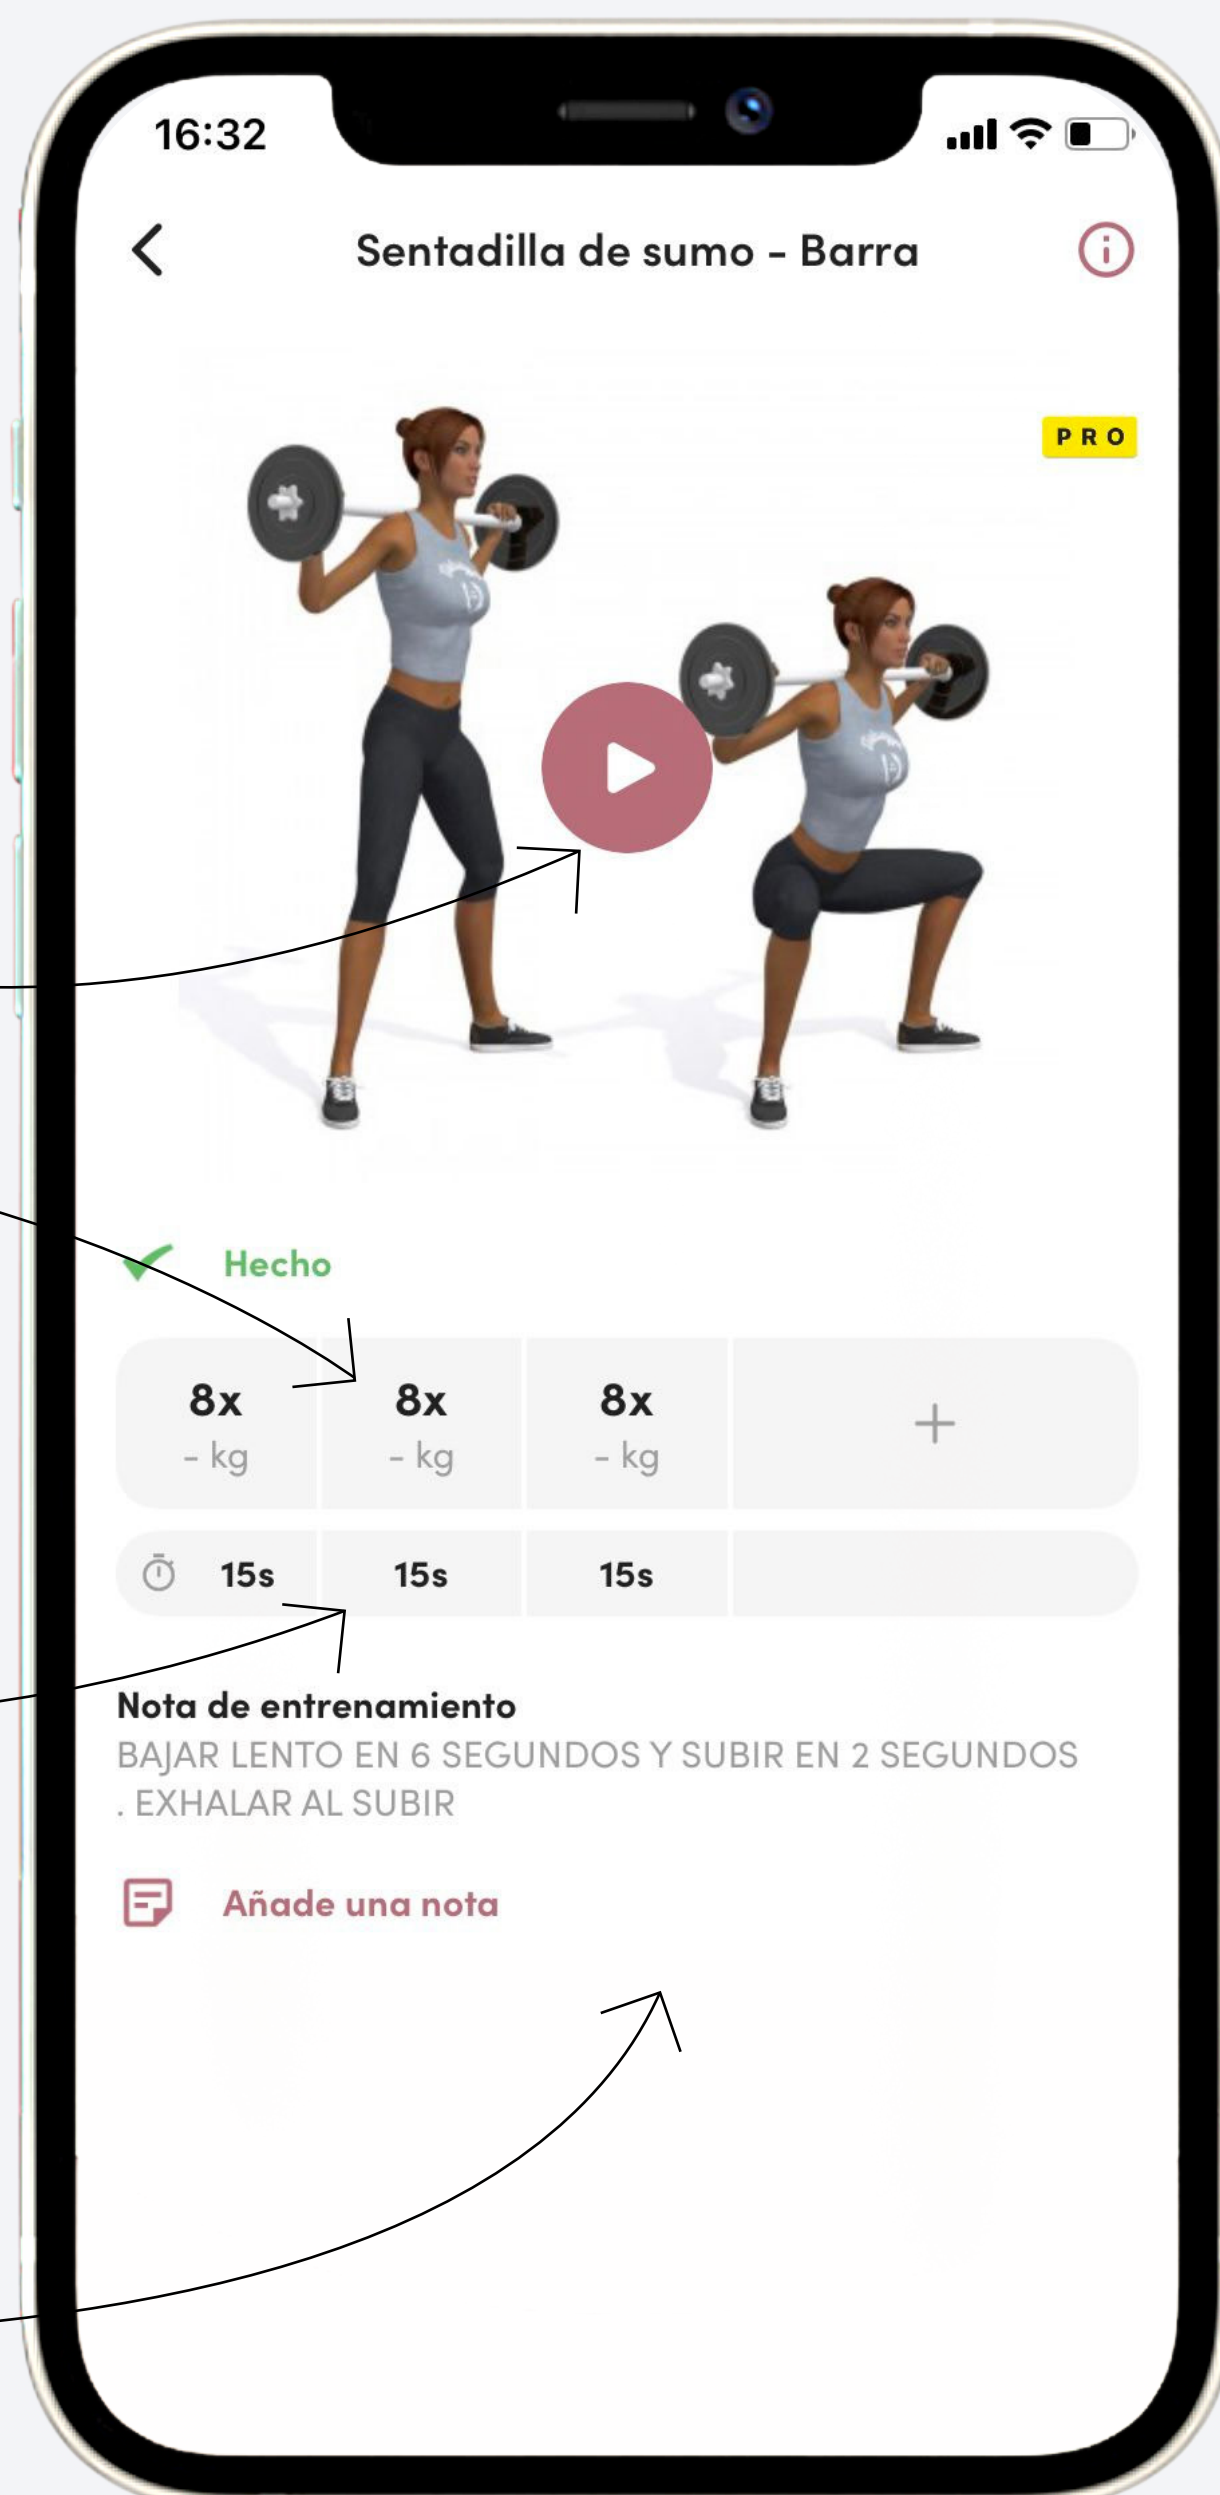 16:32
Sentadilla de sumo - Barra
PRO
Hecho
8x 8x 8x
- kg - kg - kg
15s 15s 15s
Nota de entrenamiento
BAJAR LENTO EN 6 SEGUNDOS Y SUBIR EN 2 SEGUNDOS
. EXHALAR AL SUBIR
Añade una nota